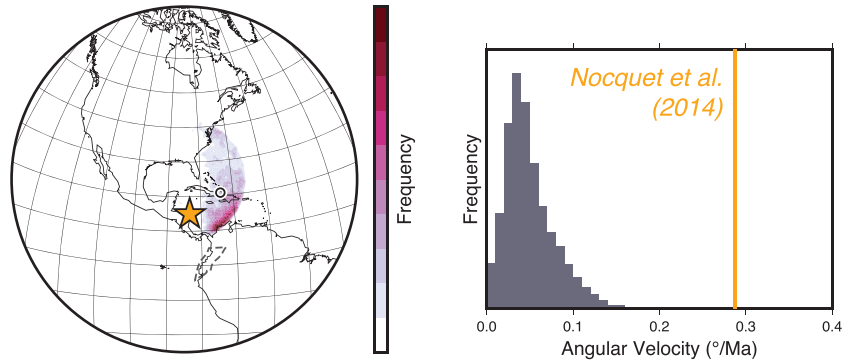 Frequency
Frequency
Nocquet et al.
(2014)
0.0
0.1
0.2
0.3
0.4
Angular Velocity (°/Ma)